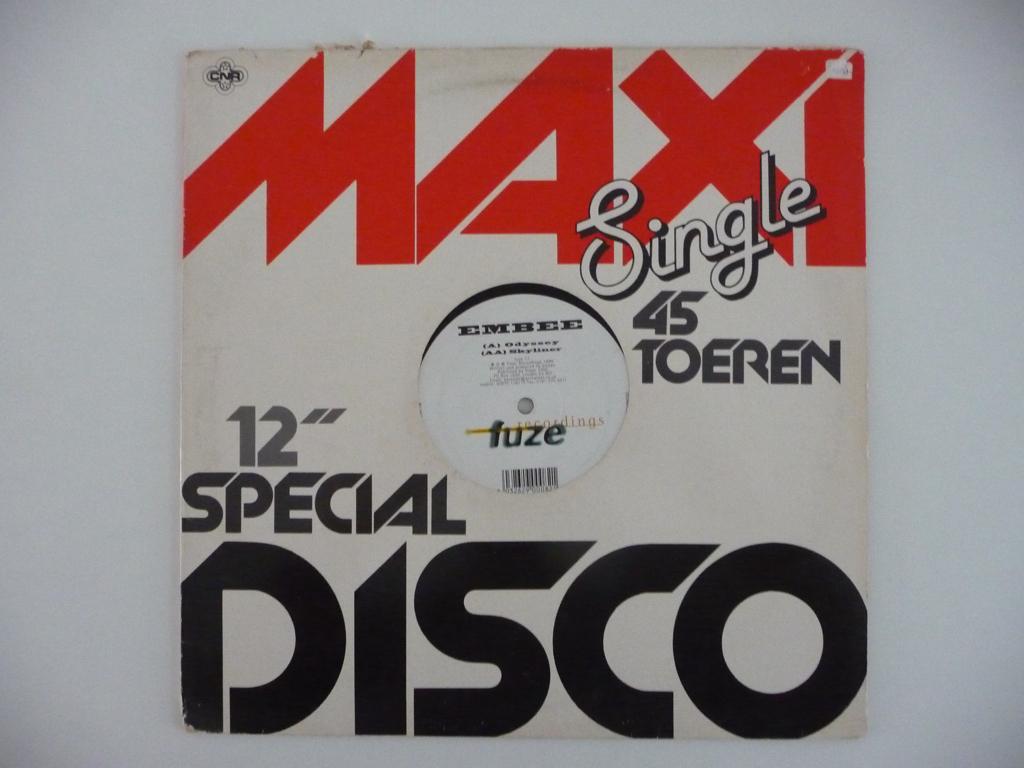 CNR
MAXI
Single
45
TOEREN
EMBEE
(A) Odyssey
(AA) Skyliner
recordings
fuze
12"
SPECIAL
DISCO